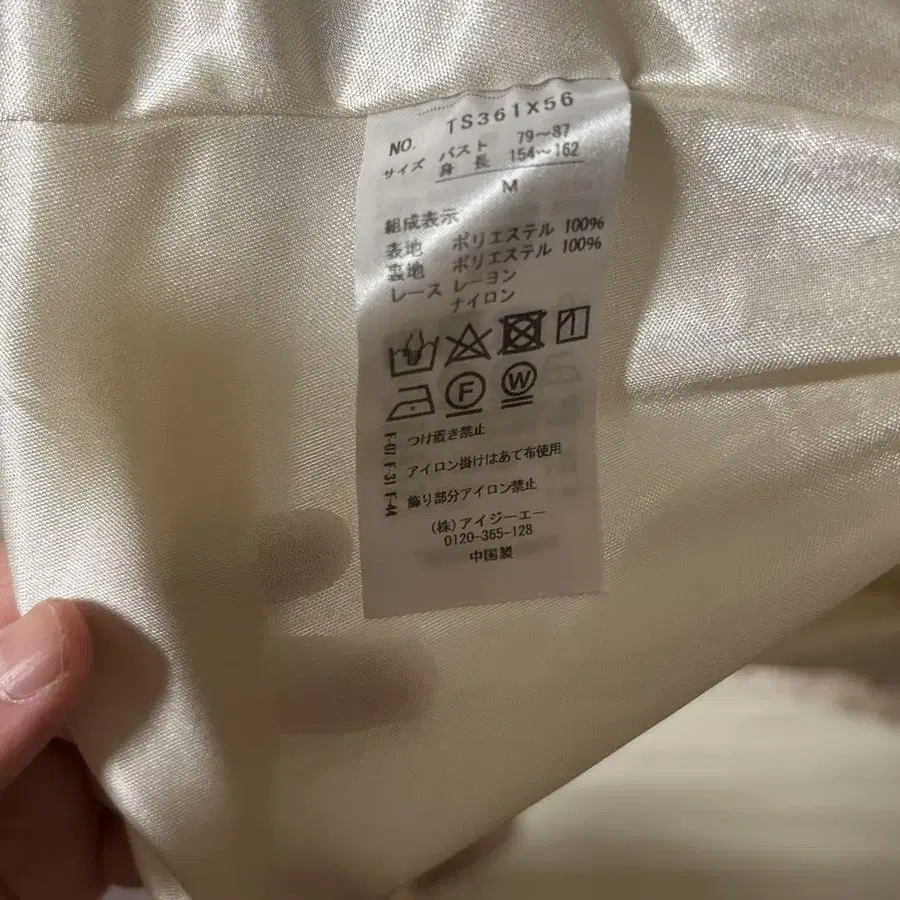 NO. TS361X56
サイズ バスト 79～87
身長 154～162
M
組成表示
表地 ポリエステル 100%
裏地 ポリエステル 100%
レース レーヨン
ナイロン
F W
つけ置き禁止
アイロン掛けはあて布使用
飾り部分アイロン禁止
F-07 F-31 F-44
(株)アイジーエー
0120-365-128
中国製